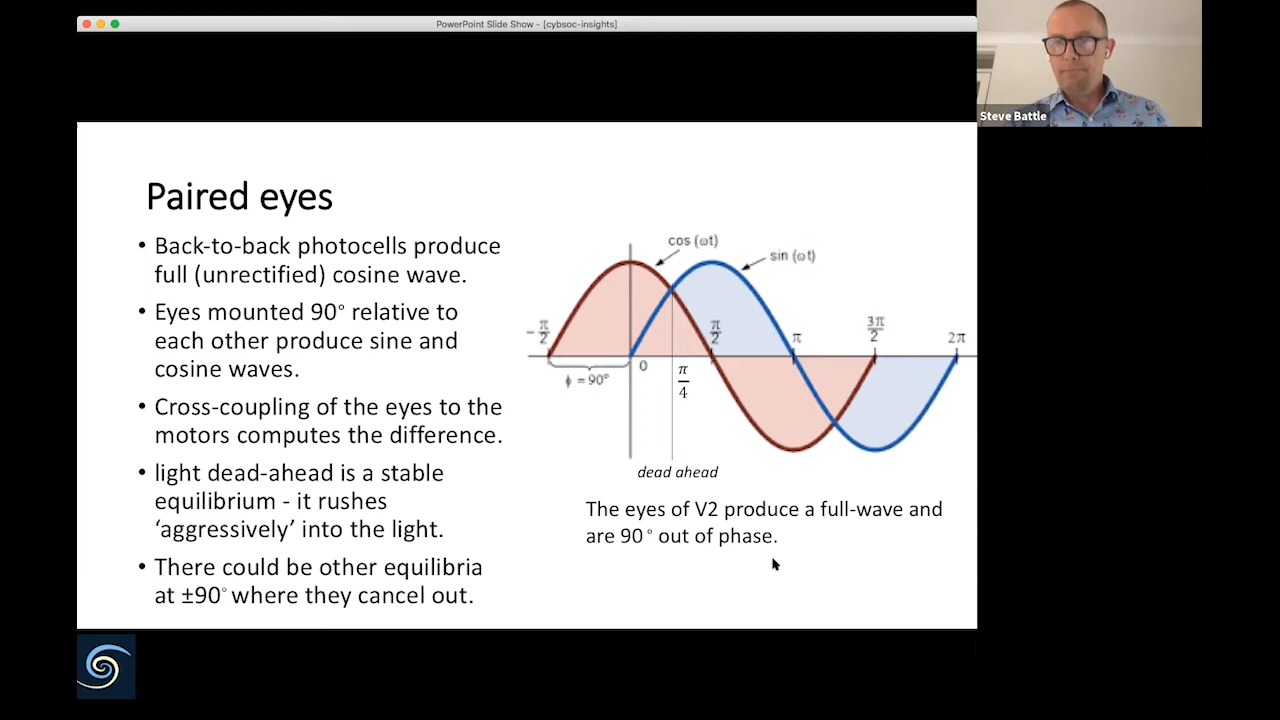 PowerPoint Slide Show - [cybsoc-insights]
Steve Battle
Paired eyes
• Back-to-back photocells produce
full (unrectified) cosine wave.
• Eyes mounted 90° relative to
each other produce sine and
cosine waves.
• Cross-coupling of the eyes to the
motors computes the difference.
• light dead-ahead is a stable
equilibrium - it rushes
‘aggressively’ into the light.
• There could be other equilibria
at ±90° where they cancel out.
cos (ωt)
sin (ωt)
-π/2
π/2
π
3π/2
2π
0
ϕ = 90°
π/4
dead ahead
The eyes of V2 produce a full-wave and
are 90° out of phase.